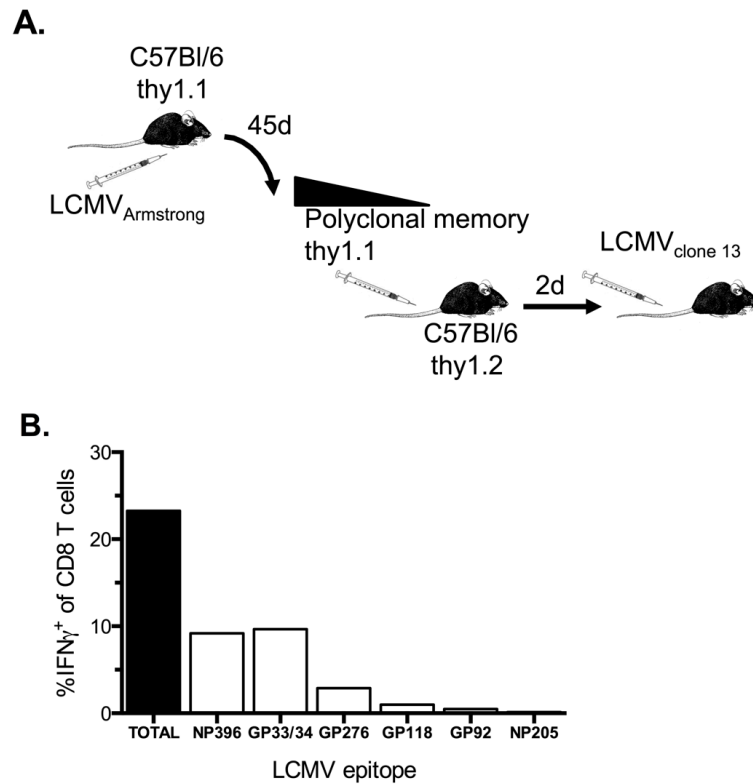 A.
C57Bl/6
thy1.1
45d
LCMVArmstrong
Polyclonal memory
thy1.1
LCMVclone 13
2d
C57Bl/6
thy1.2
B.
%IFNγ+ of CD8 T cells
30
20
10
0
TOTAL NP396 GP33/34 GP276 GP118 GP92 NP205
LCMV epitope